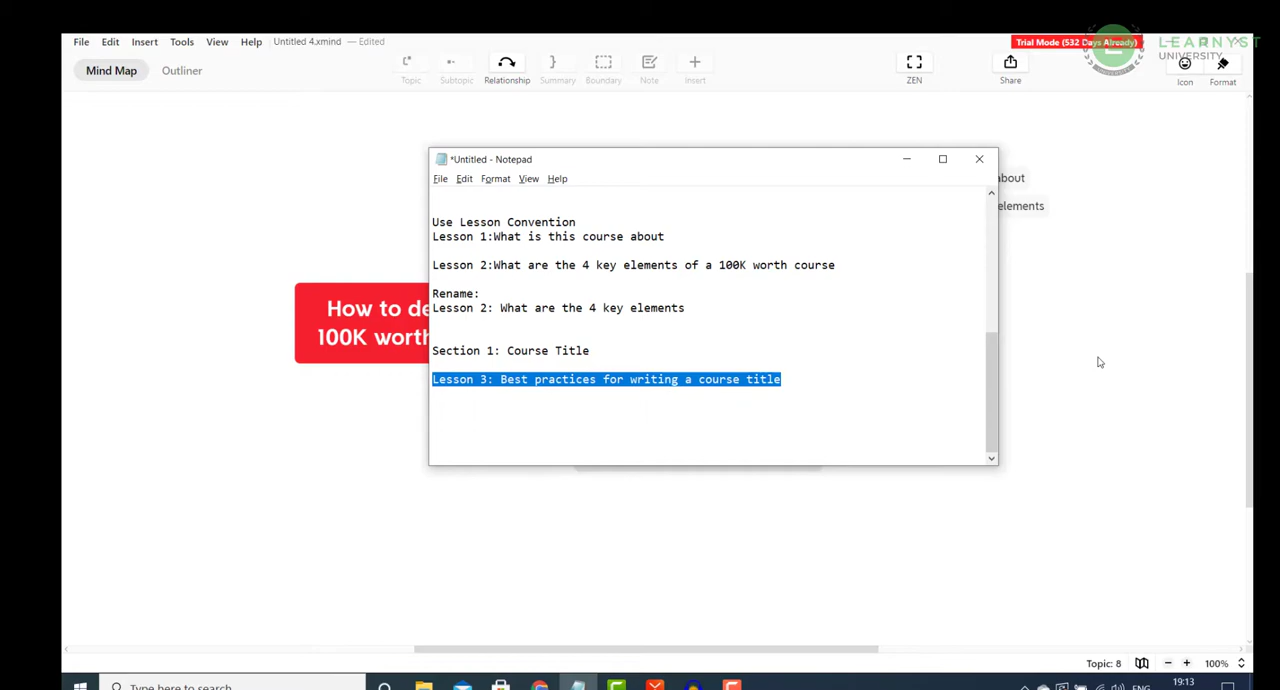 File Edit Insert Tools View Help Untitled 4.xmind — Edited
Trial Mode (532 Days Already)
LEARNYST
UNIVERSITY
UNIVERSITY
Mind Map Outliner
Topic Subtopic Relationship Summary Boundary Note Insert ZEN Share Icon Format
*Untitled - Notepad
File Edit Format View Help
about
elements
Use Lesson Convention
Lesson 1:What is this course about
Lesson 2:What are the 4 key elements of a 100K worth course
Rename:
Lesson 2: What are the 4 key elements
How to de
100K worth
Section 1: Course Title
Lesson 3: Best practices for writing a course title
Topic: 8 100%
Type here to search
ENG 19:13